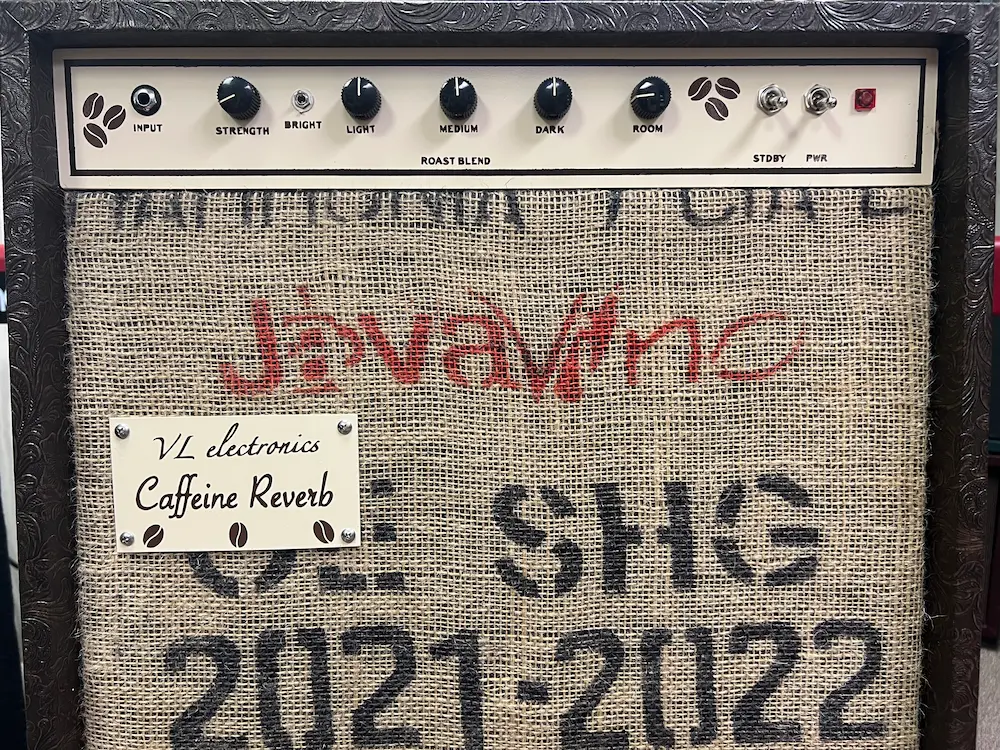 INPUT STRENGTH BRIGHT LIGHT MEDIUM DARK ROOM
ROAST BLEND STDBY PWR
JavaVino
VL electronics
Caffeine Reverb
SHG
2021-2022